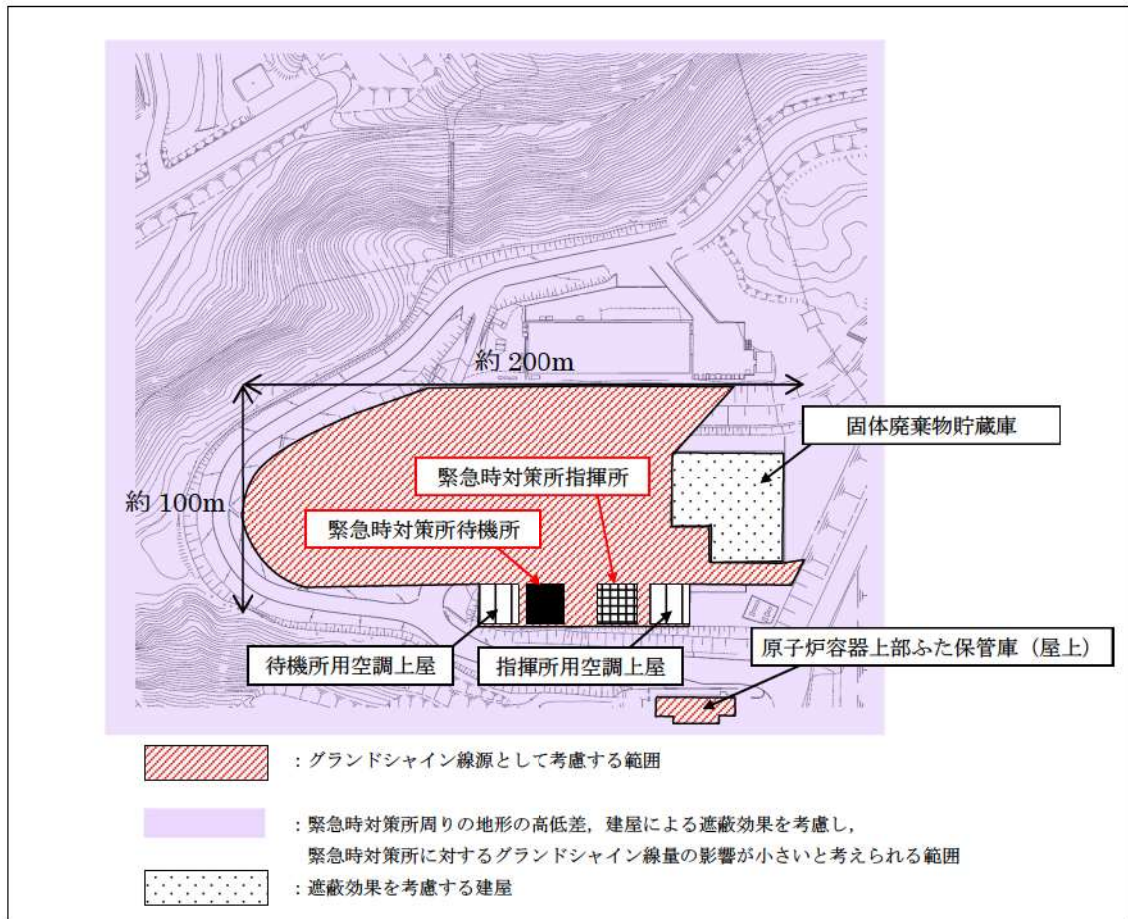 約 200m
固体廃棄物貯蔵庫
緊急時対策所指揮所
約 100m
緊急時対策所待機所
待機所用空調上屋
指揮所用空調上屋
原子炉容器上部ふた保管庫（屋上）
：グランドシャイン線源として考慮する範囲
：緊急時対策所周りの地形の高低差，建屋による遮蔽効果を考慮し，
緊急時対策所に対するグランドシャイン線量の影響が小さいと考えられる範囲
：遮蔽効果を考慮する建屋